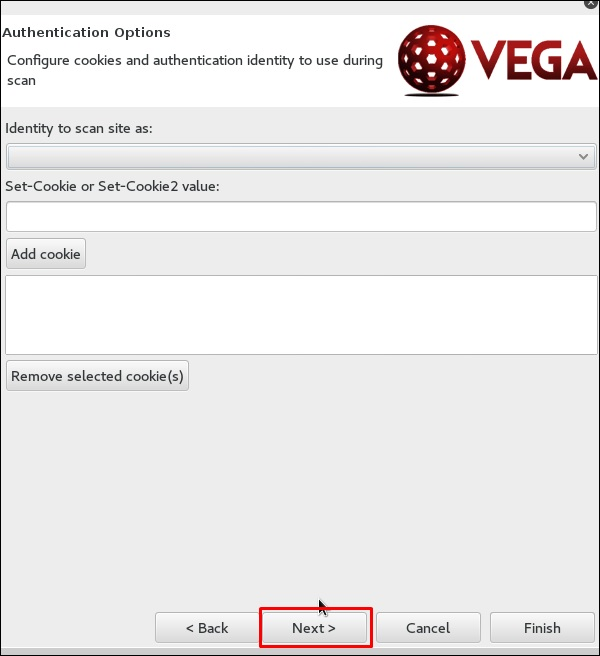 Authentication Options
Configure cookies and authentication identity to use during
scan
VEGA
Identity to scan site as:
Set-Cookie or Set-Cookie2 value:
Add cookie
Remove selected cookie(s)
< Back
Next >
Cancel
Finish